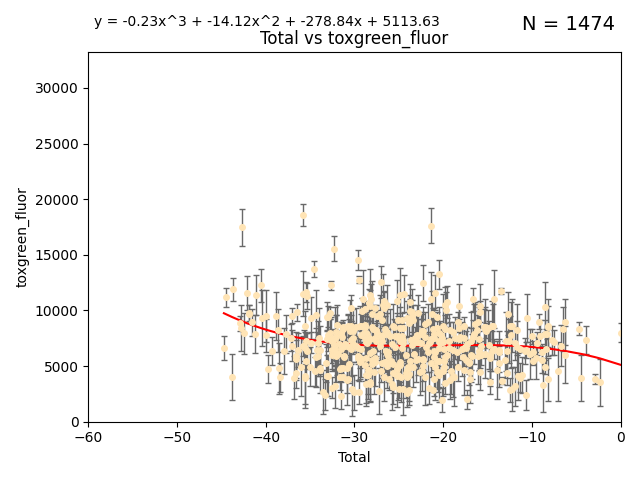 y = -0.23x^3 + -14.12x^2 + -278.84x + 5113.63
N = 1474
Total vs toxgreen_fluor
30000
25000
20000
15000
10000
5000
0
toxgreen_fluor
−60
−50
−40
−30
−20
−10
0
Total